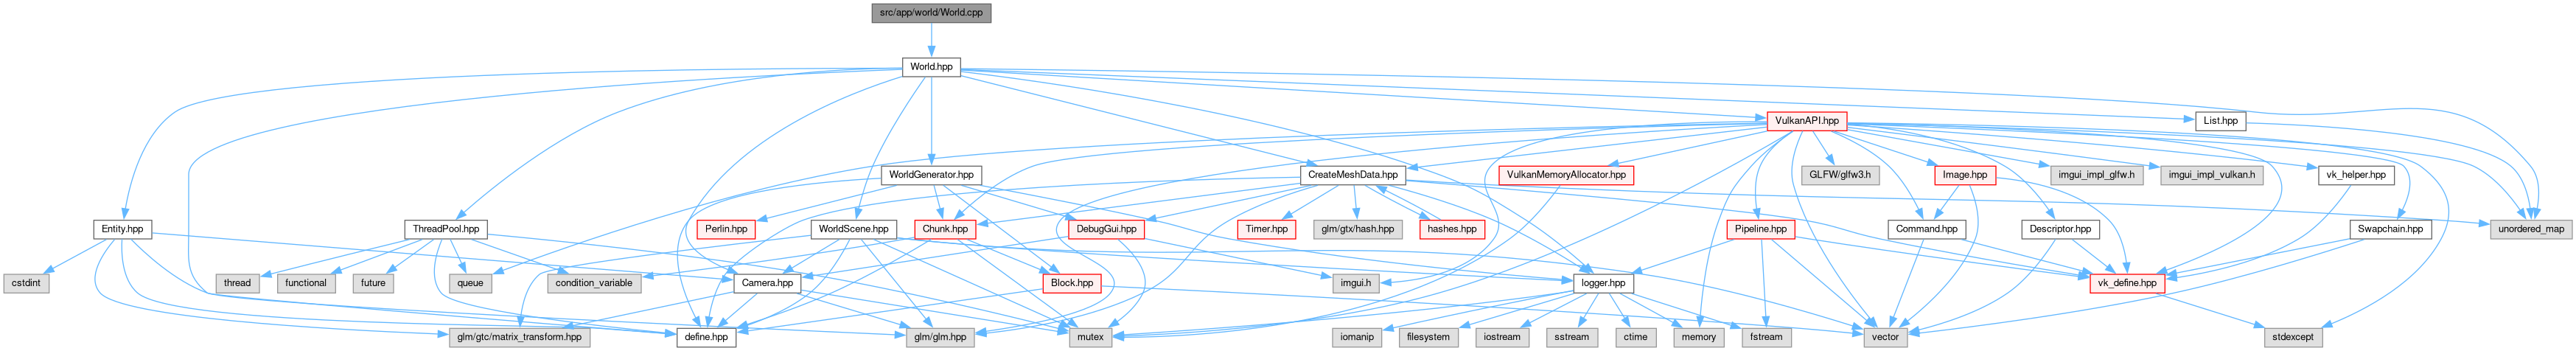 src/app/world/World.cpp
World.hpp
VulkanAPI.hpp
List.hpp
WorldGenerator.hpp
CreateMeshData.hpp
VulkanMemoryAllocator.hpp
GLFW/glfw3.h
Image.hpp
imgui_impl_glfw.h
imgui_impl_vulkan.h
vk_helper.hpp
Entity.hpp
ThreadPool.hpp
Perlin.hpp
WorldScene.hpp
Chunk.hpp
DebugGui.hpp
Timer.hpp
glm/gtx/hash.hpp
hashes.hpp
Pipeline.hpp
Command.hpp
Descriptor.hpp
Swapchain.hpp
unordered_map
cstdint
thread
functional
future
queue
condition_variable
Camera.hpp
Block.hpp
imgui.h
logger.hpp
vk_define.hpp
glm/gtc/matrix_transform.hpp
define.hpp
glm/glm.hpp
mutex
iomanip
filesystem
iostream
sstream
ctime
memory
fstream
vector
stdexcept